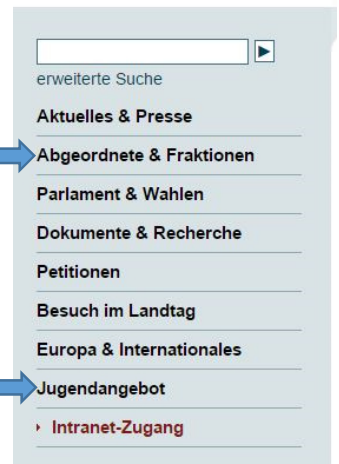 erweiterte Suche
Aktuelles & Presse
Abgeordnete & Fraktionen
Parlament & Wahlen
Dokumente & Recherche
Petitionen
Besuch im Landtag
Europa & Internationales
Jugendangebot
Intranet-Zugang